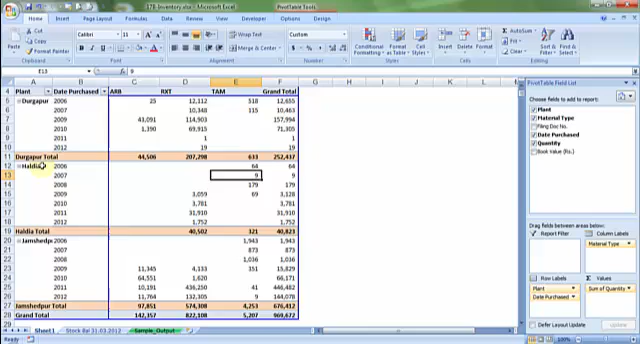 17B-Inventory.xlsx - Microsoft Excel PivotTable Tools
Home Insert Page Layout Formulas Data Review View Developer Options Design
Cut
Copy
Format Painter
Paste
Clipboard
Calibri 11
Font
Wrap Text
Merge & Center
Alignment
Custom
Number
Conditional Formatting Format as Table Cell Styles
Styles
Insert Delete Format
Cells
AutoSum
Fill
Clear
Sort & Filter Find & Select
Editing
E13 9
A B C D E F G H I J K L
4 Plant Date Purchased ARB RXT TAM Grand Total
5 Durgapur 2006 25 12,112 518 12,655
6 2007 10,348 115 10,463
7 2009 43,091 114,903 157,994
8 2010 1,390 69,915 71,305
9 2011 1 1
10 2012 19 19
11 Durgapur Total 44,506 207,298 633 252,437
12 Haldia 2006 64 64
13 2007 9 9
14 2008 179 179
15 2009 3,059 69 3,128
16 2010 3,781 3,781
17 2011 31,910 31,910
18 2012 1,752 1,752
19 Haldia Total 40,502 321 40,823
20 Jamshedpu 2006 1,943 1,943
21 2007 873 873
22 2008 1,036 1,036
23 2009 11,345 4,133 151 15,829
24 2010 64,551 1,620 66,171
25 2011 10,191 436,250 41 446,482
26 2012 11,764 132,305 9 144,078
27 Jamshedpur Total 97,851 574,308 4,253 676,412
28 Grand Total 142,357 822,108 5,207 969,672
29
Sheet1 Stock Bal 31.03.2012 Sample_Output
PivotTable Field List
Choose fields to add to report:
Plant
Material Type
Filing Doc No.
Date Purchased
Quantity
Book Value (Rs.)
Drag fields between areas below:
Report Filter Column Labels
Material Type
Row Labels Σ Values
Plant Sum of Quantity
Date Purchased
Defer Layout Update Update
Ready 100%